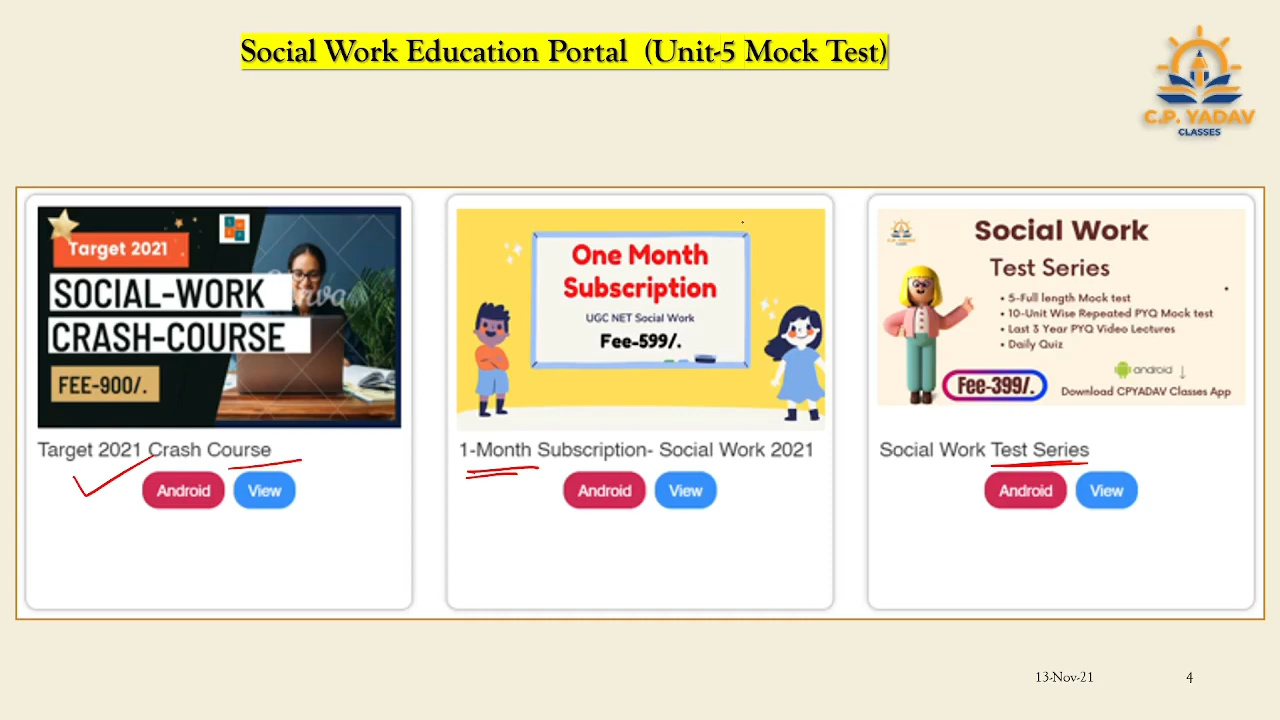 Social Work Education Portal (Unit-5 Mock Test)
C.P. YADAV
CLASSES
Target 2021
SOCIAL-WORK
CRASH-COURSE
FEE-900/.
Target 2021 Crash Course
Android View
One Month
Subscription
UGC NET Social Work
Fee-599/.
1-Month Subscription- Social Work 2021
Android View
Social Work
Test Series
• 5-Full length Mock test
• 10-Unit Wise Repeated PYQ Mock test
• Last 3 Year PYQ Video Lectures
• Daily Quiz
Fee-399/.
android
Download CPYADAV Classes App
Social Work Test Series
Android View
13-Nov-21 4